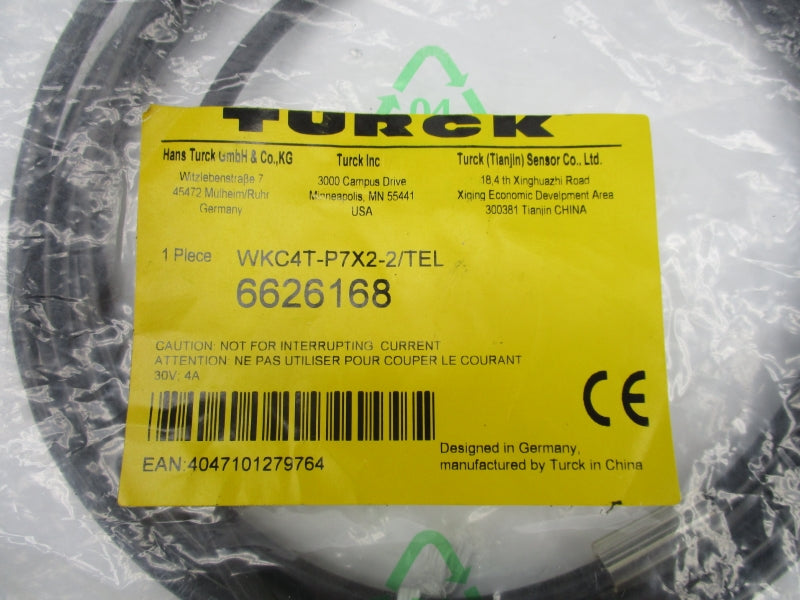 04
TURCK
Hans Turck GmbH & Co.,KG
Witzlebenstraße 7
45472 Mulheim/Ruhr
Germany
Turck Inc
3000 Campus Drive
Minneapolis, MN 55441
USA
Turck (Tianjin) Sensor Co., Ltd.
18,4 th Xinghuazhi Road
Xiqing Economic Develpment Area
300381 Tianjin CHINA
1 Piece WKC4T-P7X2-2/TEL
6626168
CAUTION: NOT FOR INTERRUPTING CURRENT
ATTENTION: NE PAS UTILISER POUR COUPER LE COURANT
30V; 4A
CE
EAN:4047101279764
Designed in Germany,
manufactured by Turck in China